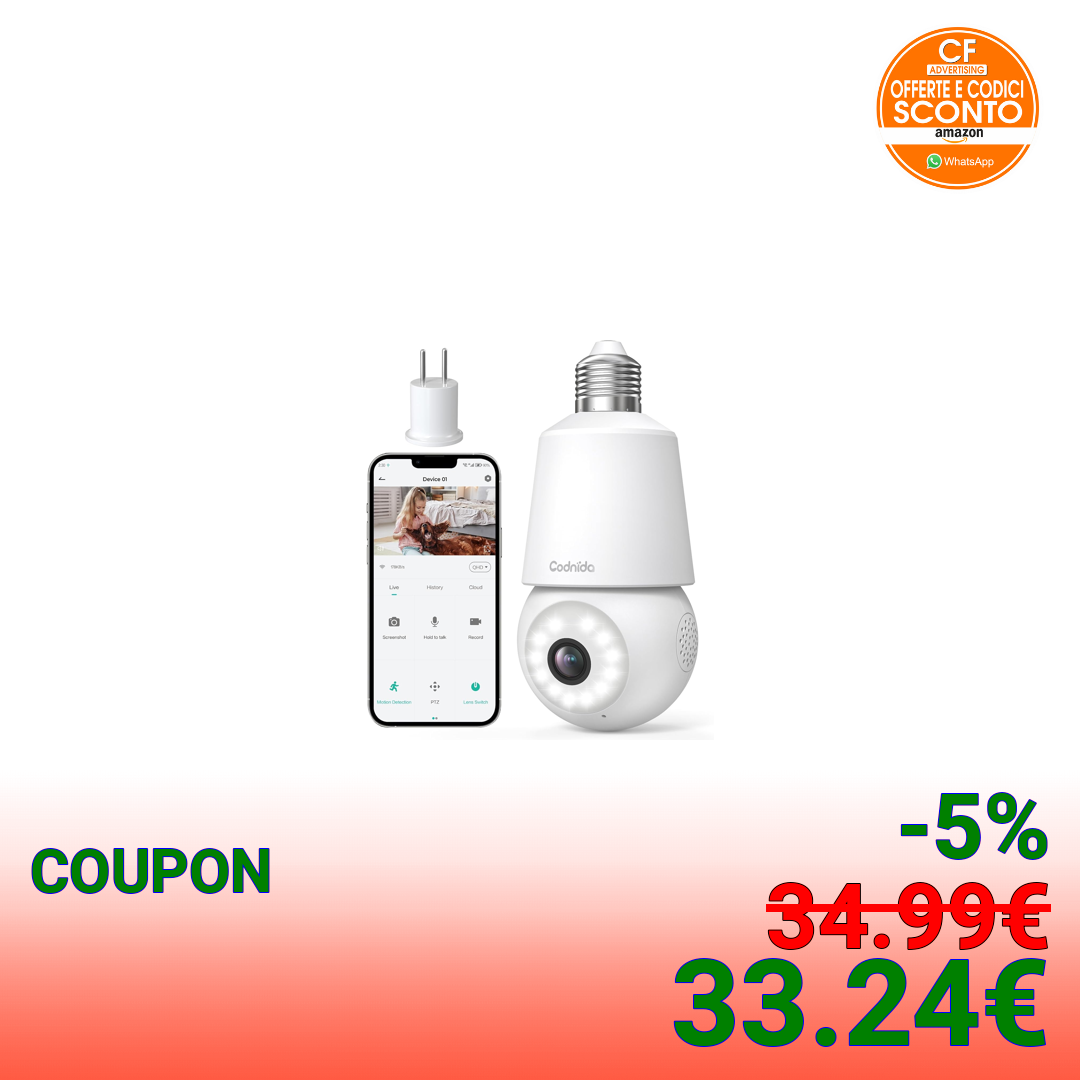 CF
ADVERTISING
OFFERTE E CODICI
SCONTO
amazon
WhatsApp
Device 01
QHD
Live History Cloud
Screenshot Hold to talk Record
Motion Detection PTZ Lens Switch
Codnida
-5%
COUPON
34.99€
33.24€